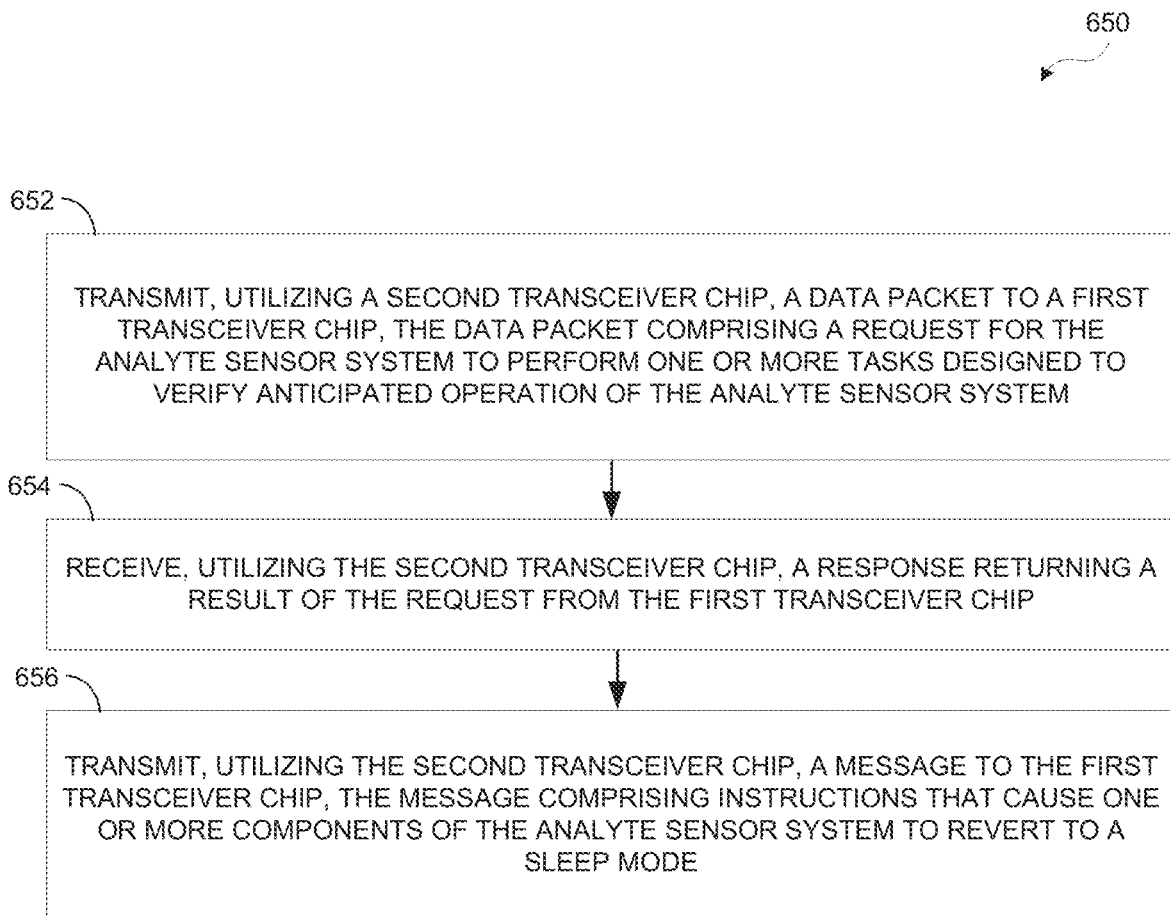 650
652
TRANSMIT, UTILIZING A SECOND TRANSCEIVER CHIP, A DATA PACKET TO A FIRST
TRANSCEIVER CHIP, THE DATA PACKET COMPRISING A REQUEST FOR THE
ANALYTE SENSOR SYSTEM TO PERFORM ONE OR MORE TASKS DESIGNED TO
VERIFY ANTICIPATED OPERATION OF THE ANALYTE SENSOR SYSTEM
654
RECEIVE, UTILIZING THE SECOND TRANSCEIVER CHIP, A RESPONSE RETURNING A
RESULT OF THE REQUEST FROM THE FIRST TRANSCEIVER CHIP
656
TRANSMIT, UTILIZING THE SECOND TRANSCEIVER CHIP, A MESSAGE TO THE FIRST
TRANSCEIVER CHIP, THE MESSAGE COMPRISING INSTRUCTIONS THAT CAUSE ONE
OR MORE COMPONENTS OF THE ANALYTE SENSOR SYSTEM TO REVERT TO A
SLEEP MODE